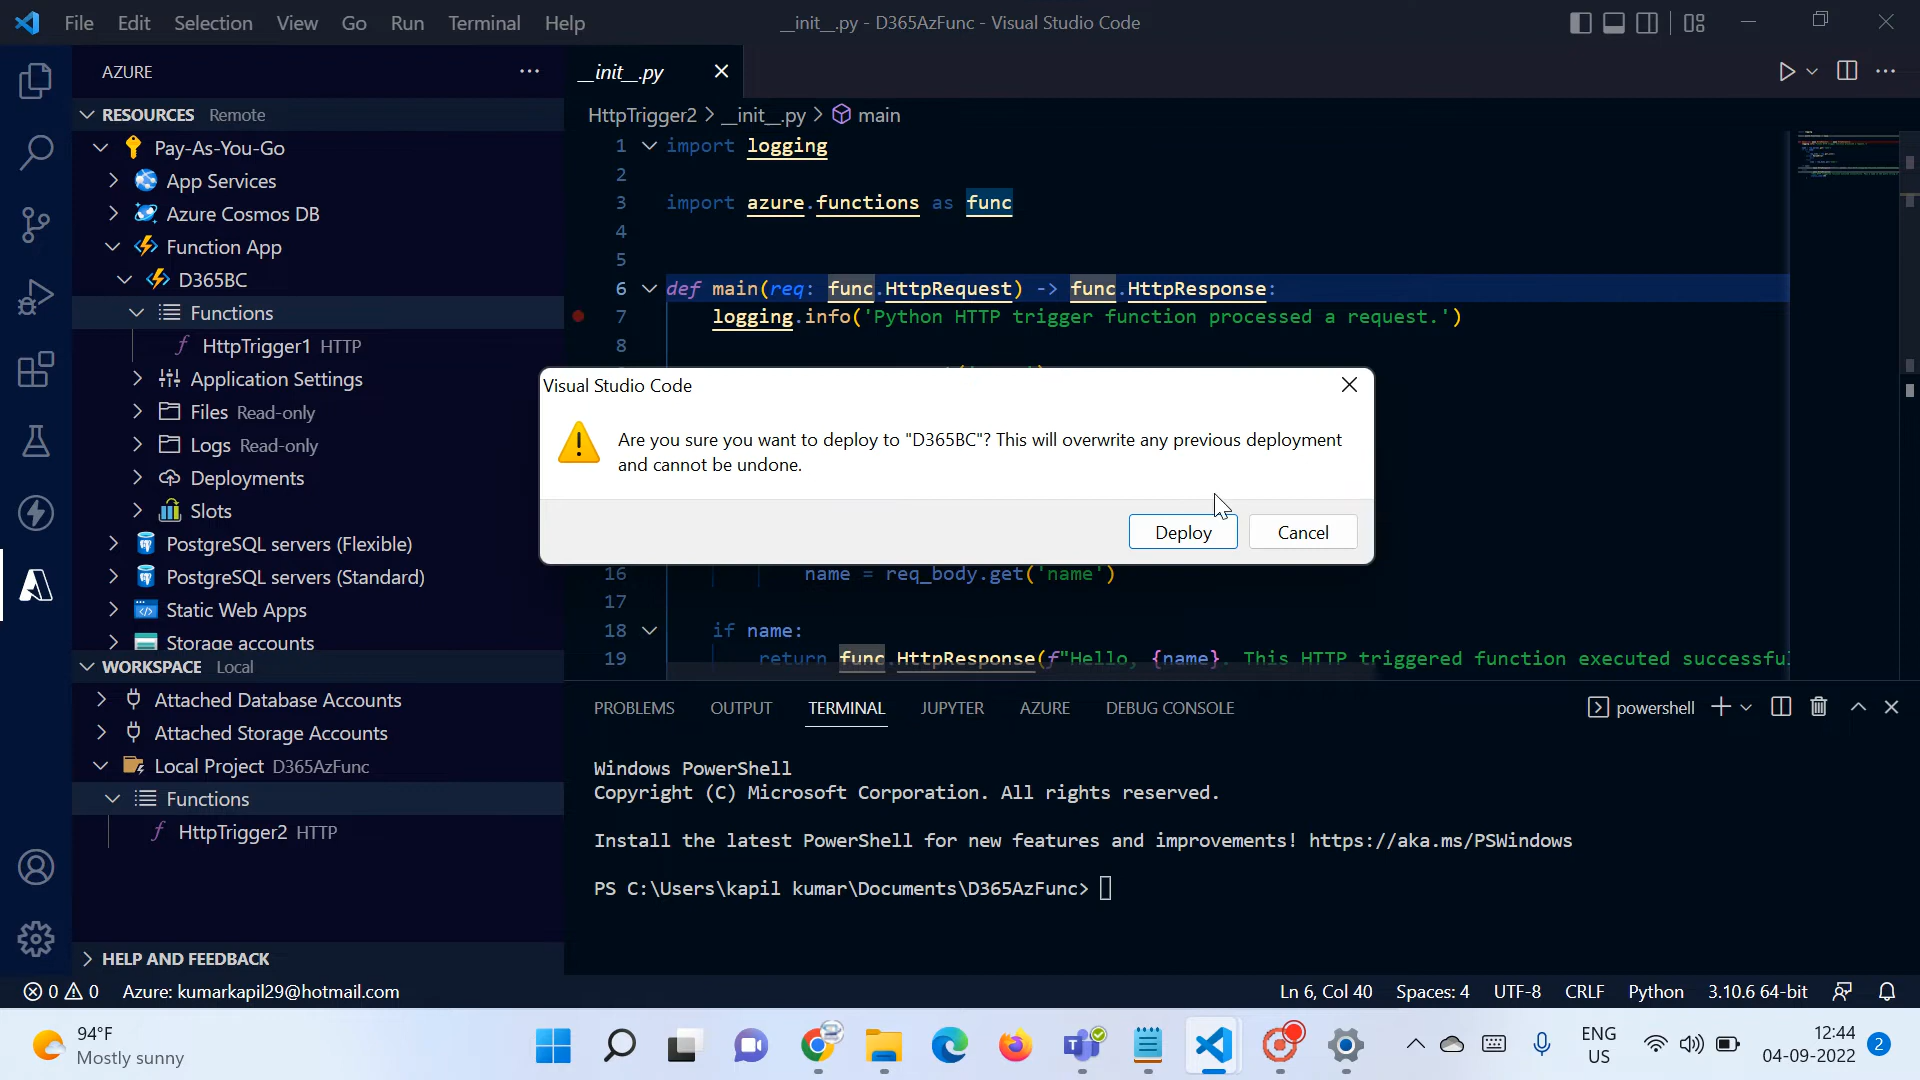 File Edit Selection View Go Run Terminal Help
__init__.py - D365AzFunc - Visual Studio Code
AZURE
RESOURCES Remote
Pay-As-You-Go
App Services
Azure Cosmos DB
Function App
D365BC
Functions
HttpTrigger1 HTTP
Application Settings
Files Read-only
Logs Read-only
Deployments
Slots
PostgreSQL servers (Flexible)
PostgreSQL servers (Standard)
Static Web Apps
Storage accounts
WORKSPACE Local
Attached Database Accounts
Attached Storage Accounts
Local Project D365AzFunc
Functions
HttpTrigger2 HTTP
HELP AND FEEDBACK
__init__.py
HttpTrigger2 > __init__.py > main
1 import logging
2
3 import azure.functions as func
4
5
6 def main(req: func.HttpRequest) -> func.HttpResponse:
7 logging.info('Python HTTP trigger function processed a request.')
8
Visual Studio Code
Are you sure you want to deploy to "D365BC"? This will overwrite any previous deployment
and cannot be undone.
Deploy Cancel
16 name = req_body.get('name')
17
18 if name:
19 return func.HttpResponse(f"Hello, {name}. This HTTP triggered function executed successfu
PROBLEMS OUTPUT TERMINAL JUPYTER AZURE DEBUG CONSOLE
powershell
Windows PowerShell
Copyright (C) Microsoft Corporation. All rights reserved.
Install the latest PowerShell for new features and improvements! https://aka.ms/PSWindows
PS C:\Users\kapil kumar\Documents\D365AzFunc>
0 0 Azure: kumarkapil29@hotmail.com
Ln 6, Col 40 Spaces: 4 UTF-8 CRLF Python 3.10.6 64-bit
94°F
Mostly sunny
ENG
US
12:44
04-09-2022
2